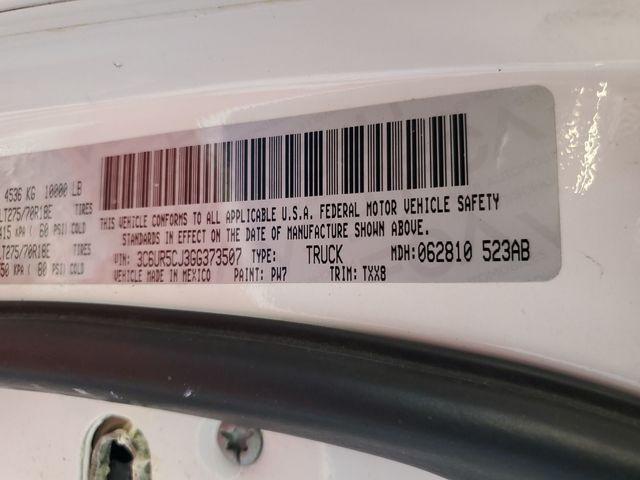 4536 KG 10000 LB
LT275/70R18E TIRES
415 KPA ( 60 PSI) COLD
LT275/70R18E TIRES
550 KPA ( 80 PSI) COLD
THIS VEHICLE CONFORMS TO ALL APPLICABLE U.S.A. FEDERAL MOTOR VEHICLE SAFETY
STANDARDS IN EFFECT ON THE DATE OF MANUFACTURE SHOWN ABOVE.
VIN: 3C6UR5CJ3GG373507 TYPE: TRUCK MDH: 062810 523AB
VEHICLE MADE IN MEXICO PAINT: PW7 TRIM: TXX8